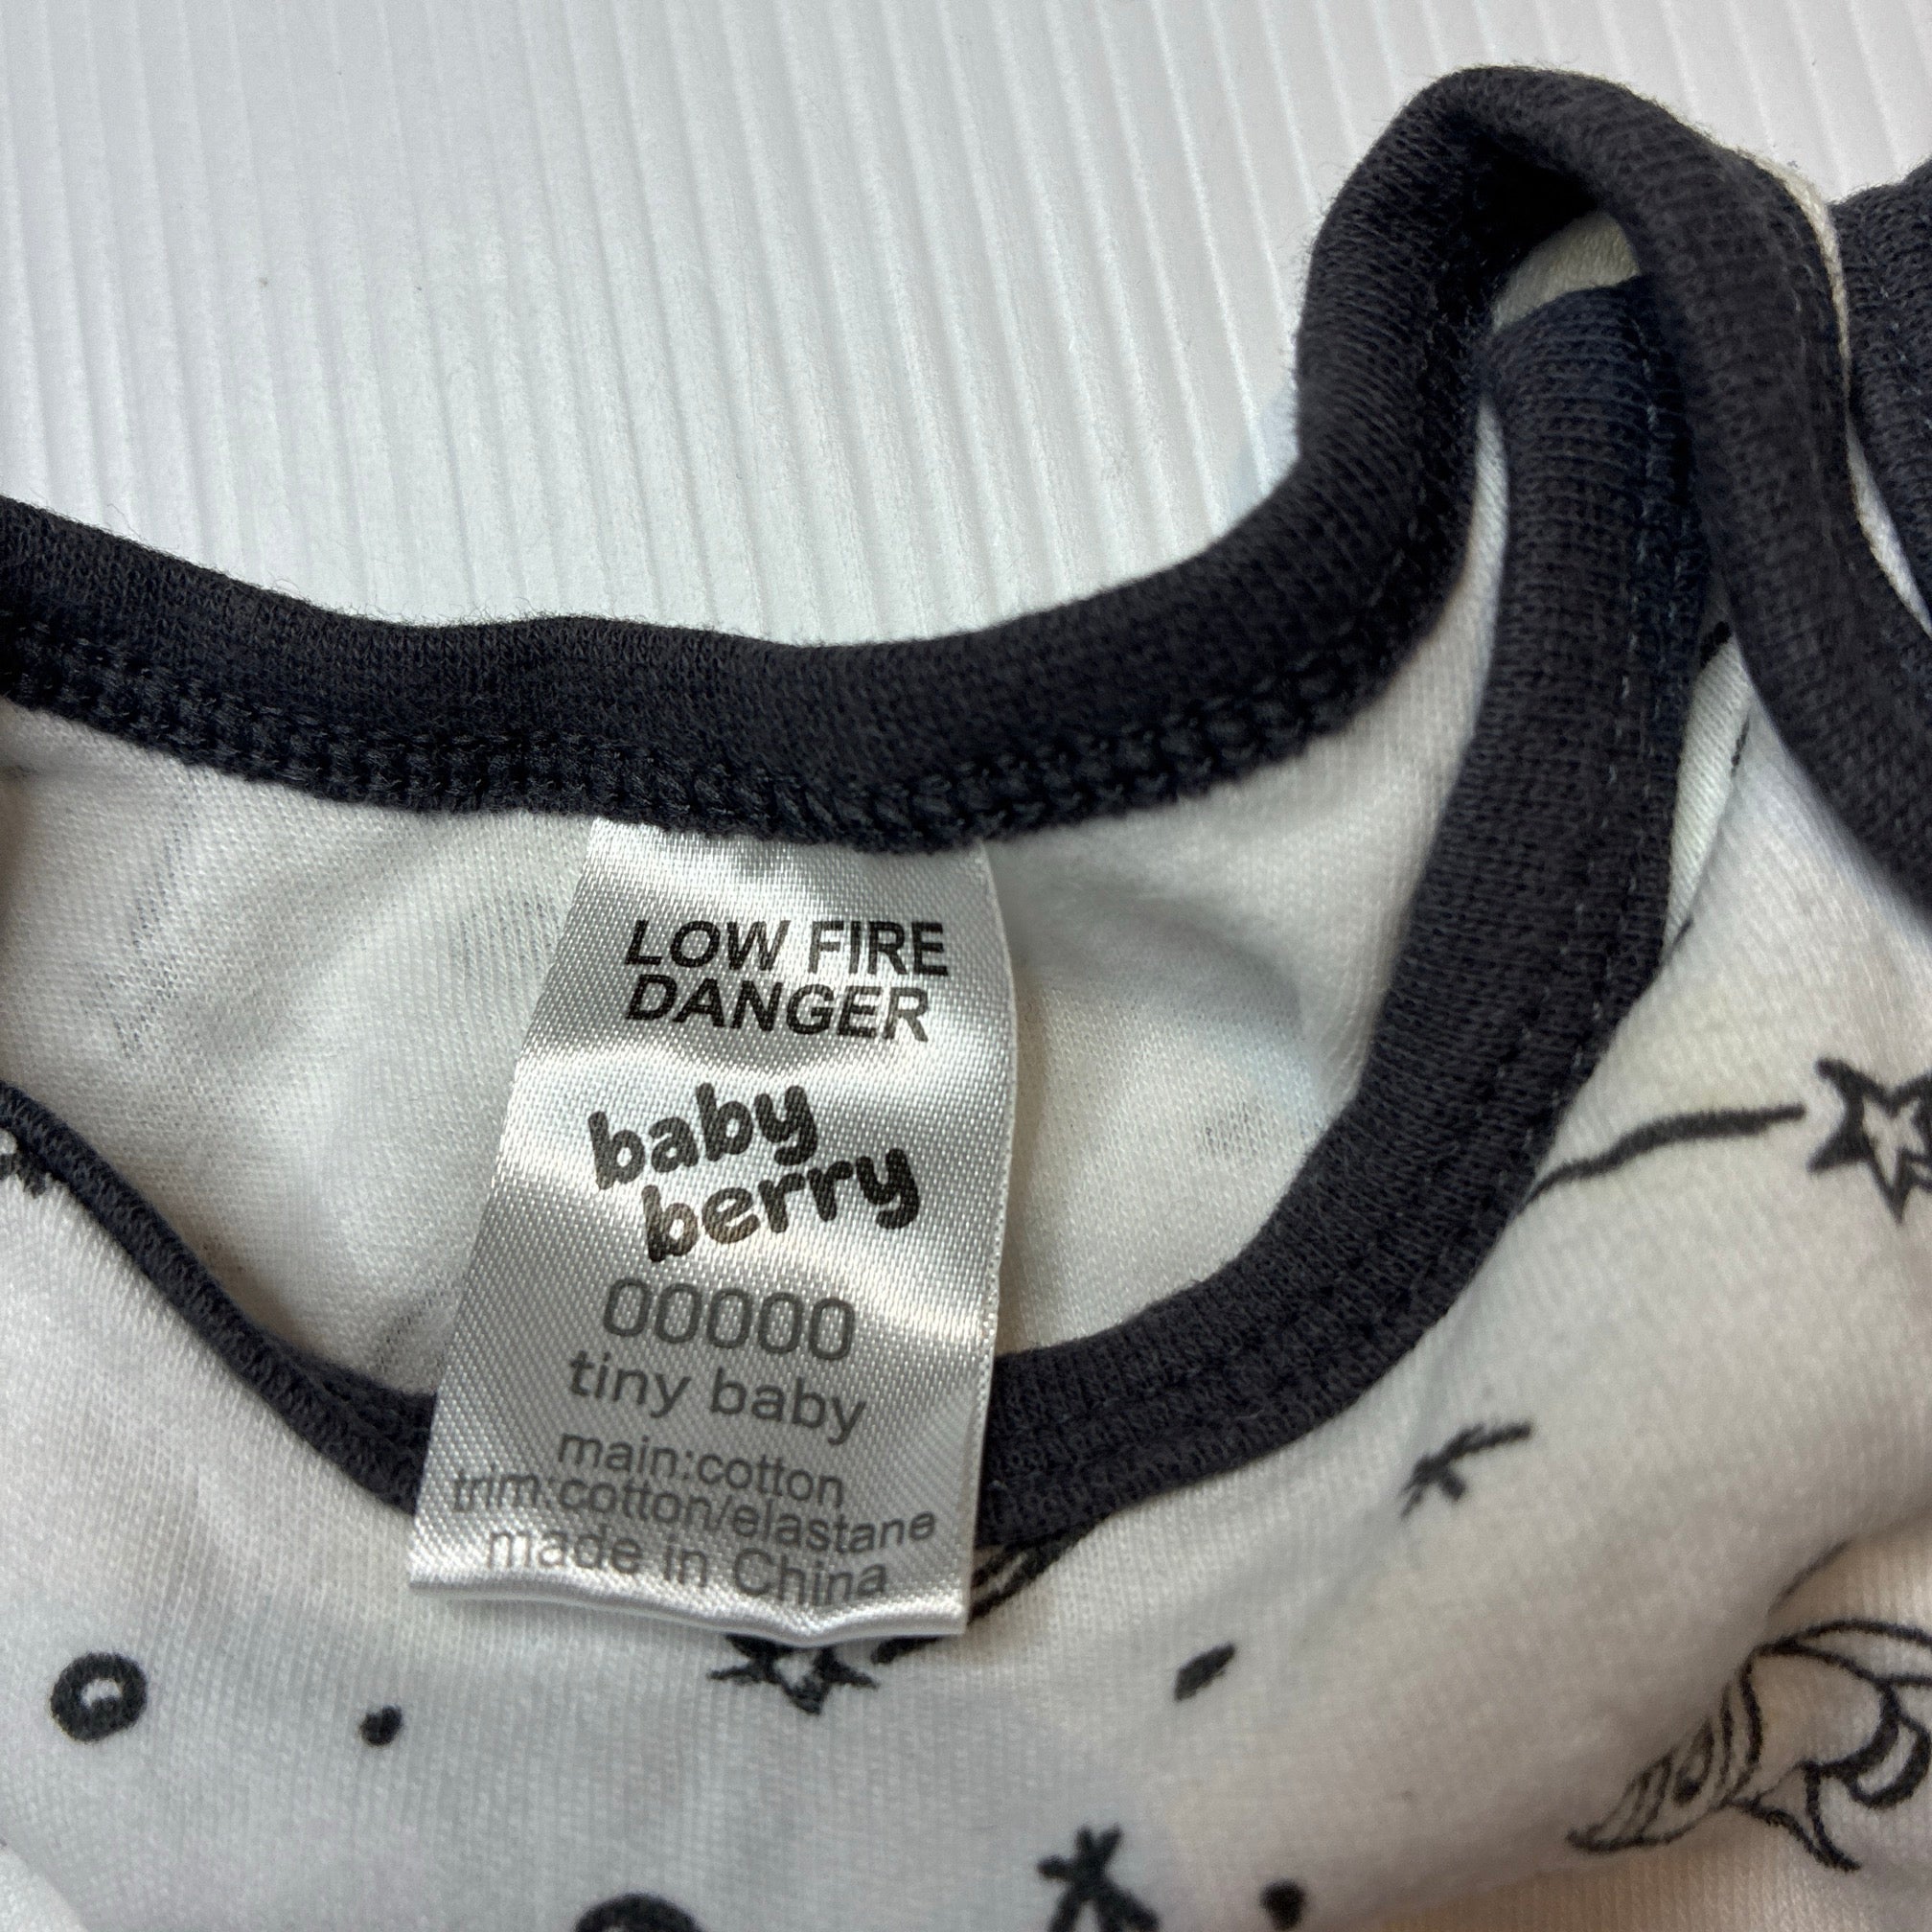 LOW FIRE
DANGER
baby
berry
00000
tiny baby
main:cotton
trim:cotton/elastane
made in China